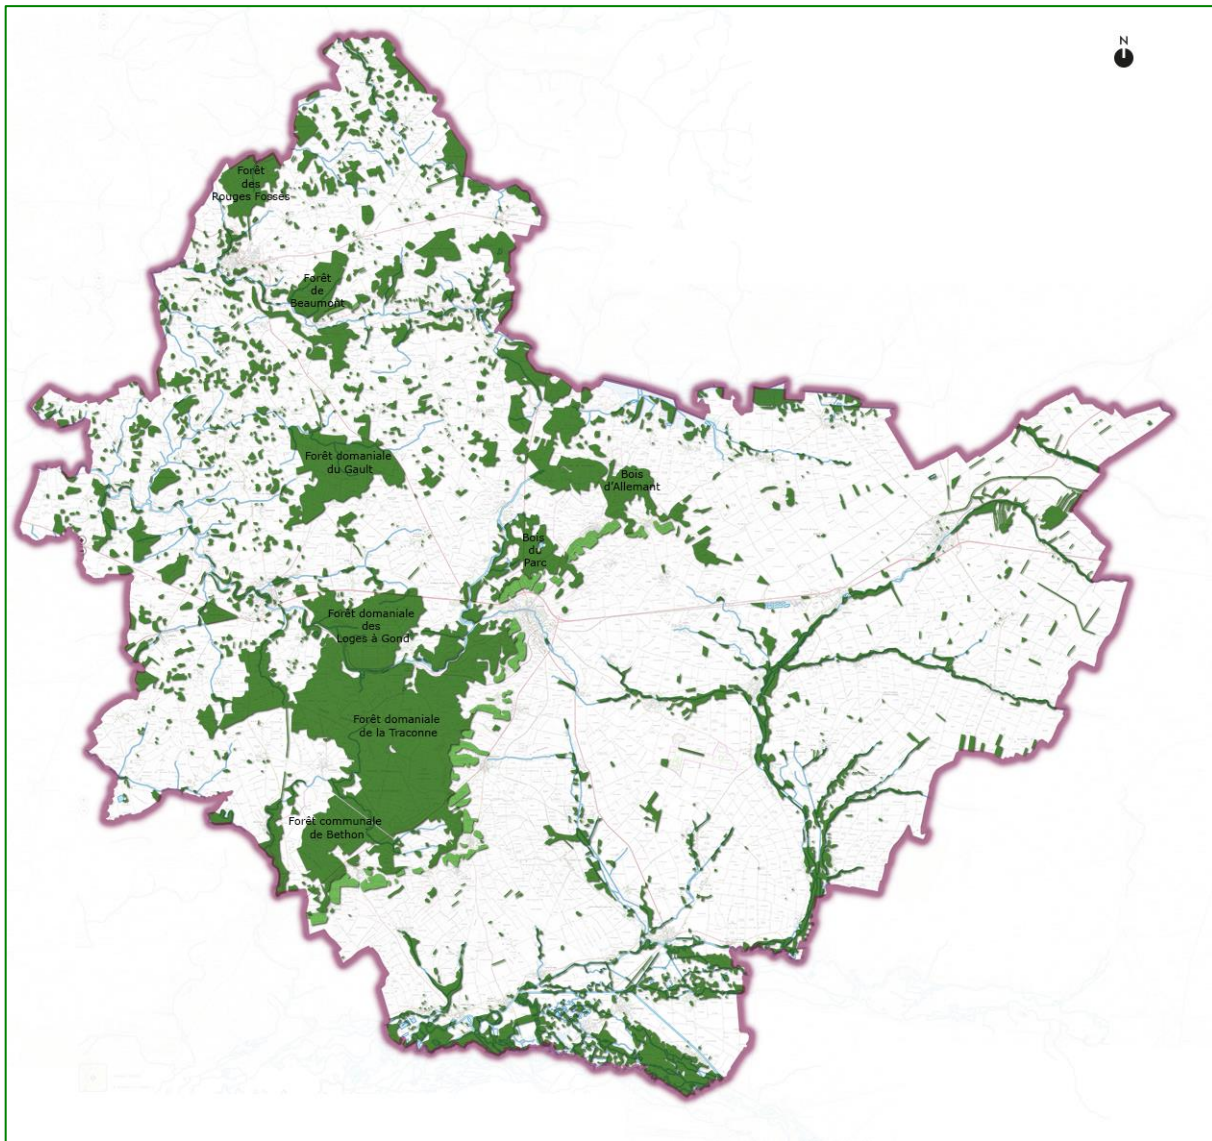 N
Forêt
des
Rouges Fossés
Forêt
de
Beaumont
Forêt domaniale
du Gault
Bois
d'Allemant
Bois
du
Parc
Forêt domaniale
des
Loges à Gond
Forêt domaniale
de la Traconne
Forêt communale
de Bethon